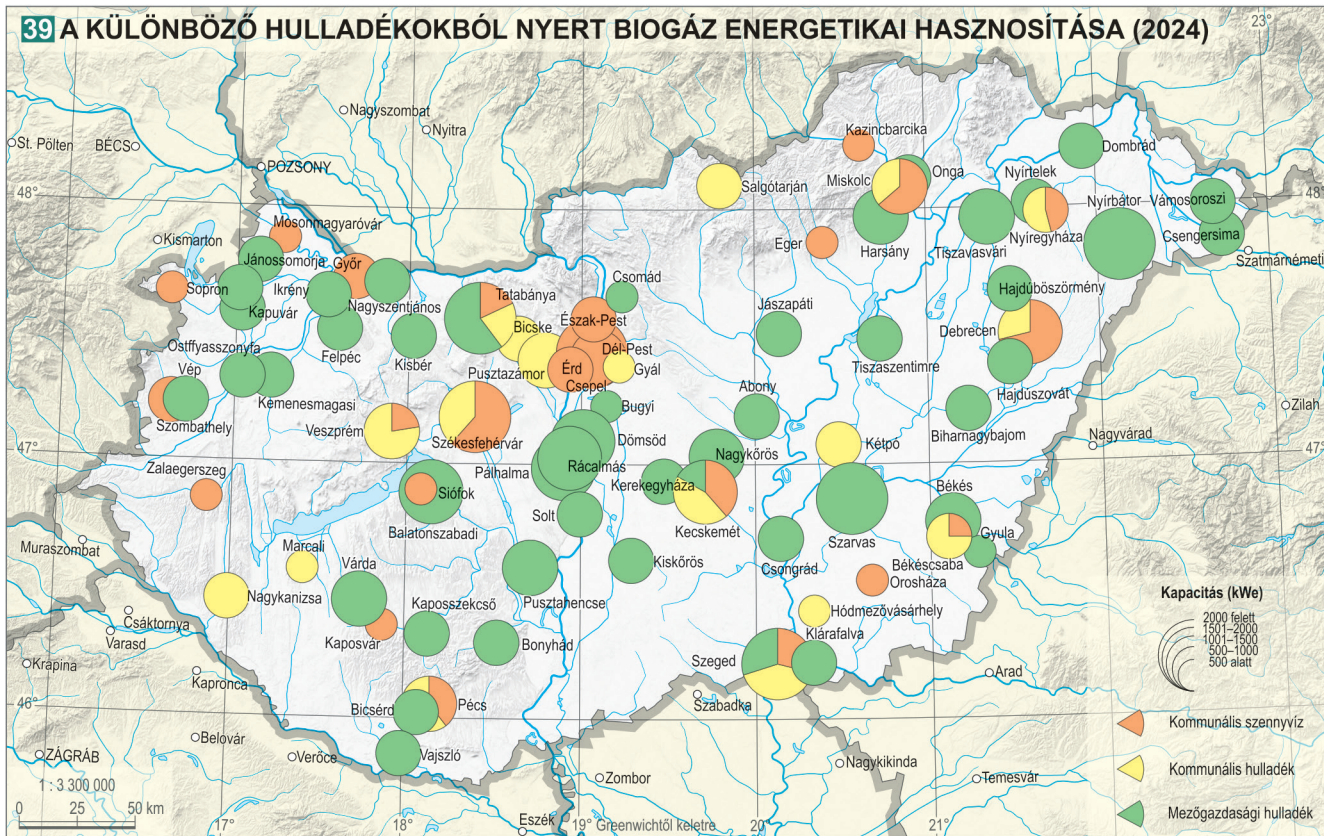 39 A KÜLÖNBÖZŐ HULLADÉKOKBÓL NYERT BIOGÁZ ENERGETIKAI HASZNOSÍTÁSA (2024)
23°
Nagyszombat
Nyitra
St. Pölten
BÉCS
POZSONY
Kazincbarcika
Dombrád
48°
Salgótarján
Miskolc
Onga
Nyírtelek
Nyírbátor
Vámosoroszi
48°
Mosonmagyaróvár
Kismarton
Eger
Harsány
Tiszavasvári
Nyíregyháza
Csengersima
Szatmárnémeti
Jánossomorja
Győr
Sopron
Ikrény
Csomád
Tatabánya
Hajdúböszörmény
Kapuvár
Nagyszentjános
Bicske
Észak-Pest
Jászapáti
Debrecen
Ostffyasszonyfa
Felpéc
Kisbér
Dél-Pest
Tiszaszentimre
Vép
Pusztazámor
Érd
Gyál
Csepel
Abony
Hajdúszovát
Kemenesmagasi
Bugyi
Zilah
Szombathely
Veszprém
Székesfehérvár
Dömsöd
Kétpó
Biharnagybajom
Nagyvárad
47°
Zalaegerszeg
Pálhalma
Rácalmás
Nagykőrös
47°
Siófok
Kerekegyháza
Békés
Balatonszabadi
Solt
Kecskemét
Szarvas
Gyula
Muraszombat
Marcali
Várda
Kiskőrös
Csongrád
Békéscsaba
Orosháza
Nagykanizsa
Kaposszekcső
Pusztahencse
Hódmezővásárhely
Csáktornya
Varasd
Kaposvár
Bonyhád
Klárafalva
Krapina
Kapronca
Szeged
Arad
46°
Bicsérd
Pécs
Szabadka
46°
Belovár
ZÁGRÁB
Verőce
Vajszló
Nagykikinda
Zombor
Temesvár
Eszék
1 : 3 300 000
0 25 50 km
17°
18°
19° Greenwichtől keletre
20°
21°
Kapacitás (kWe)
2000 felett
1501–2000
1001–1500
500–1000
500 alatt
Kommunális szennyvíz
Kommunális hulladék
Mezőgazdasági hulladék